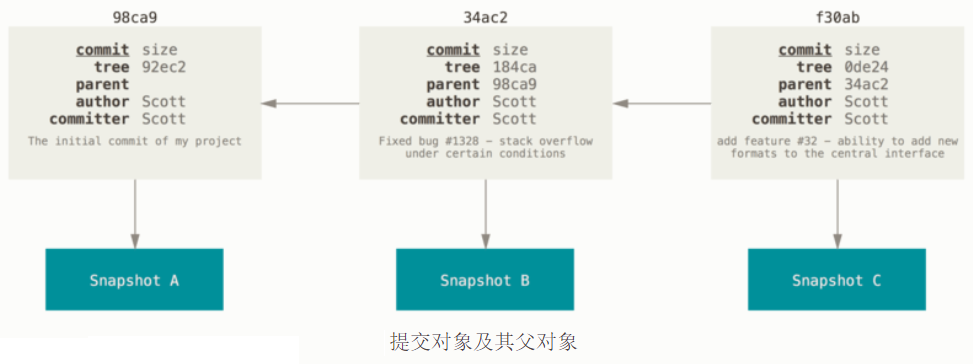 98ca9
commit size
tree 92ec2
parent
author Scott
committer Scott
The initial commit of my project
34ac2
commit size
tree 184ca
parent 98ca9
author Scott
committer Scott
Fixed bug #1328 - stack overflow
under certain conditions
f30ab
commit size
tree 0de24
parent 34ac2
author Scott
committer Scott
add feature #32 - ability to add new
formats to the central interface
Snapshot A
Snapshot B
Snapshot C
提交对象及其父对象